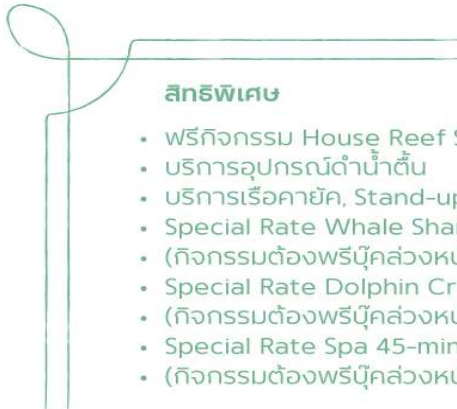 สิทธิพิเศษ
• ฟรีกิจกรรม House Reef
• บริการอุปกรณ์ดำน้ำตื้น
• บริการเรือคายัค, Stand-up
• Special Rate Whale
• (กิจกรรมต้องพรีบุ๊คล่วง
• Special Rate Dolphin
• (กิจกรรมต้องพรีบุ๊คล่วง
• Special Rate Spa 45-min
• (กิจกรรมต้องพรีบุ๊คล่วง